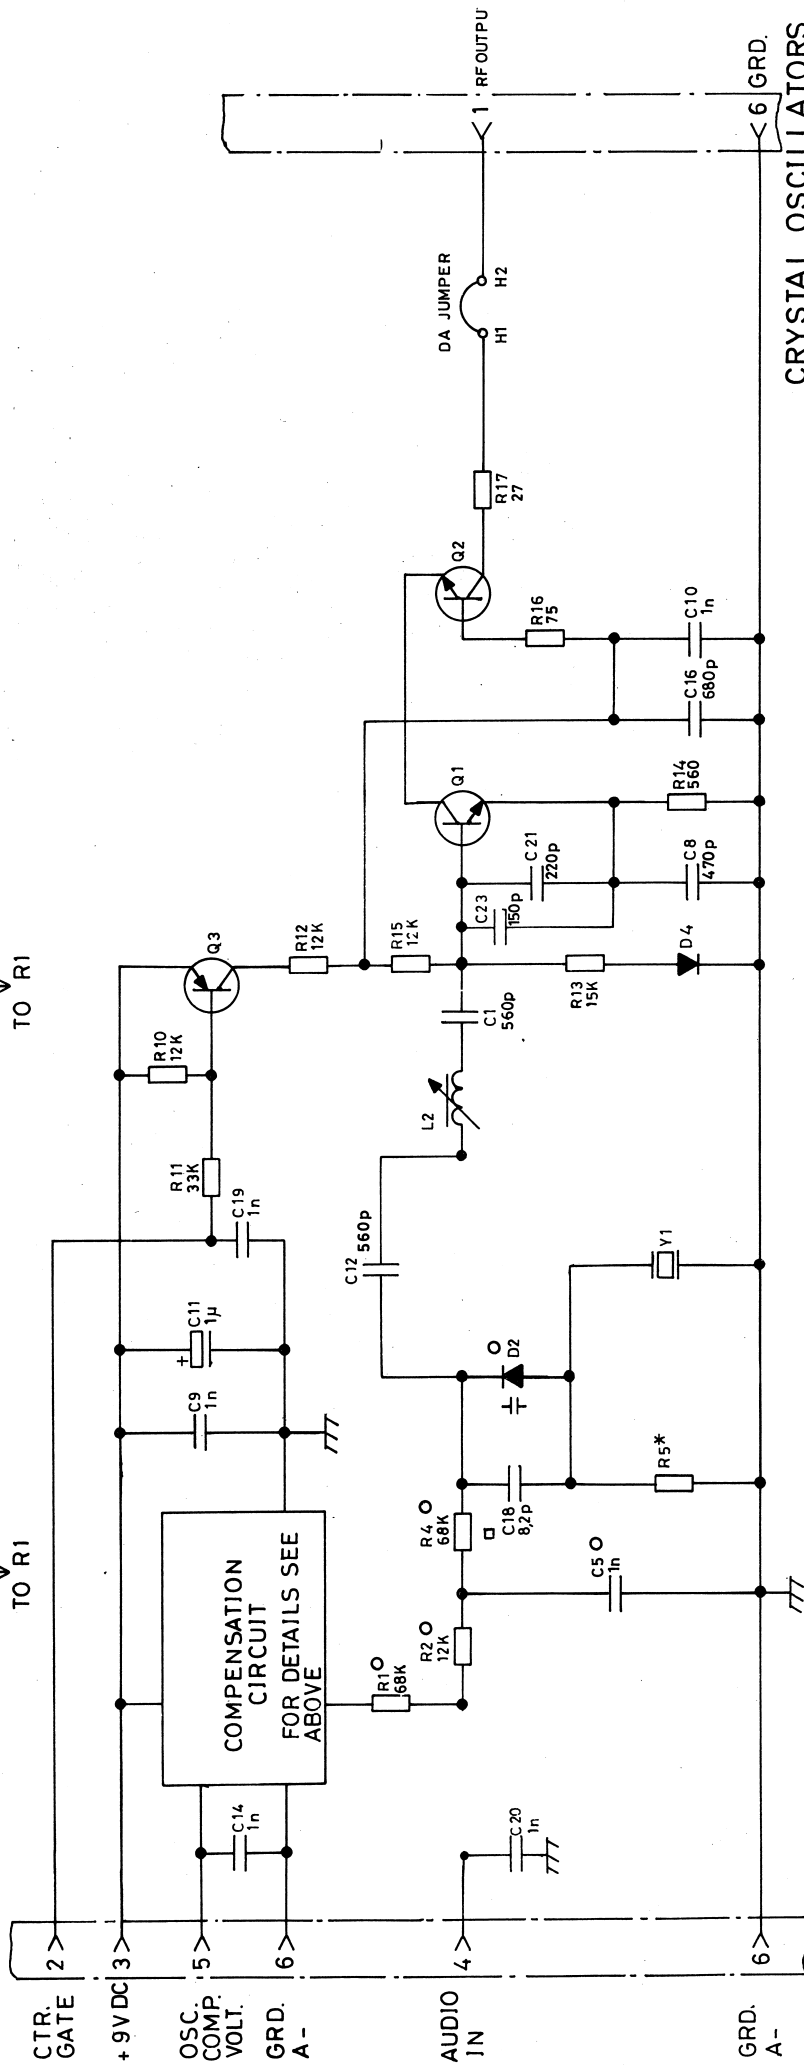 TO R1
TO R1
CTR.
GATE
2
+9V DC
3
OSC.
COMP.
VOLT.
5
GRD.
A-
6
AUDIO
IN
4
GRD.
A-
6
COMPENSATION
CIRCUIT
FOR DETAILS SEE
ABOVE
C14
1n
C20
1n
R1
68K
R2
12K
R4
68K
C5
1n
C18
8,2p
R5*
D2
Y1
C9
1n
+
C11
1µ
C19
1n
R11
33K
R10
12K
Q3
C12
560p
L2
C1
560p
R12
12K
R15
12K
R13
15K
D4
C23
150p
C21
220p
C8
470p
Q1
R14
560
C16
680p
C10
1n
R16
75
Q2
R17
27
DA JUMPER
H1
H2
1
RF OUTPU
6
GRD.
CRYSTAL OSCILLATORS